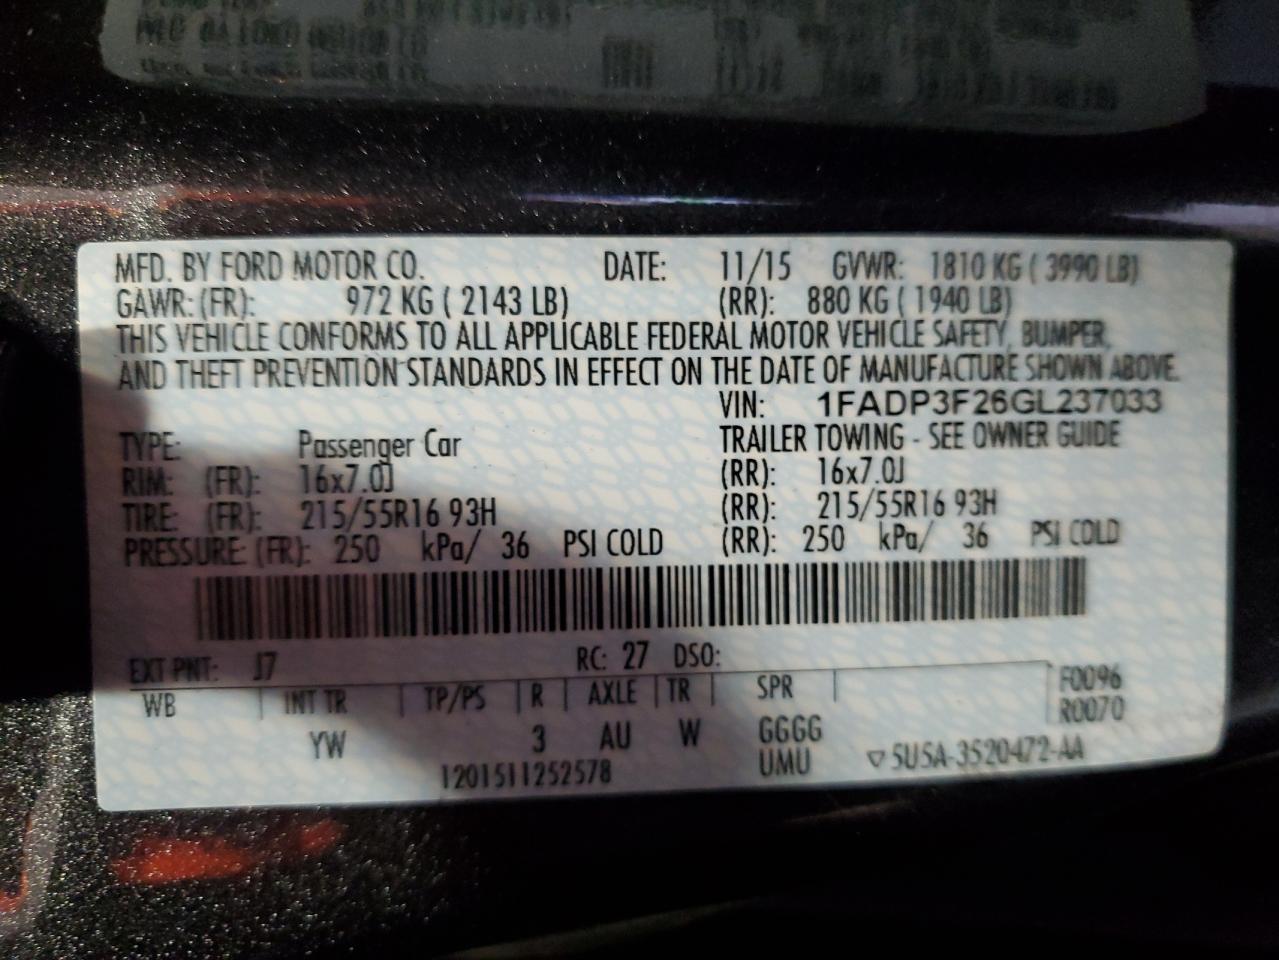 MFD. BY FORD MOTOR CO. DATE: 11/15 GVWR: 1810 KG ( 3990 LB)
GAWR: (FR): 972 KG ( 2143 LB) (RR): 880 KG ( 1940 LB)
THIS VEHICLE CONFORMS TO ALL APPLICABLE FEDERAL MOTOR VEHICLE SAFETY, BUMPER,
AND THEFT PREVENTION STANDARDS IN EFFECT ON THE DATE OF MANUFACTURE SHOWN ABOVE.
VIN: 1FADP3F26GL237033
TYPE: Passenger Car TRAILER TOWING - SEE OWNER GUIDE
RIM: (FR): 16x7.0J (RR): 16x7.0J
TIRE: (FR): 215/55R16 93H (RR): 215/55R16 93H
PRESSURE: (FR): 250 kPa/ 36 PSI COLD (RR): 250 kPa/ 36 PSI COLD
EXT PNT: J7 RC: 27 DSO:
WB INT TR TP/PS R AXLE TR SPR F0096
R0070
YW 3 AU W GGGG
1201511252578 UMU ▽ 5U5A-3520472-AA